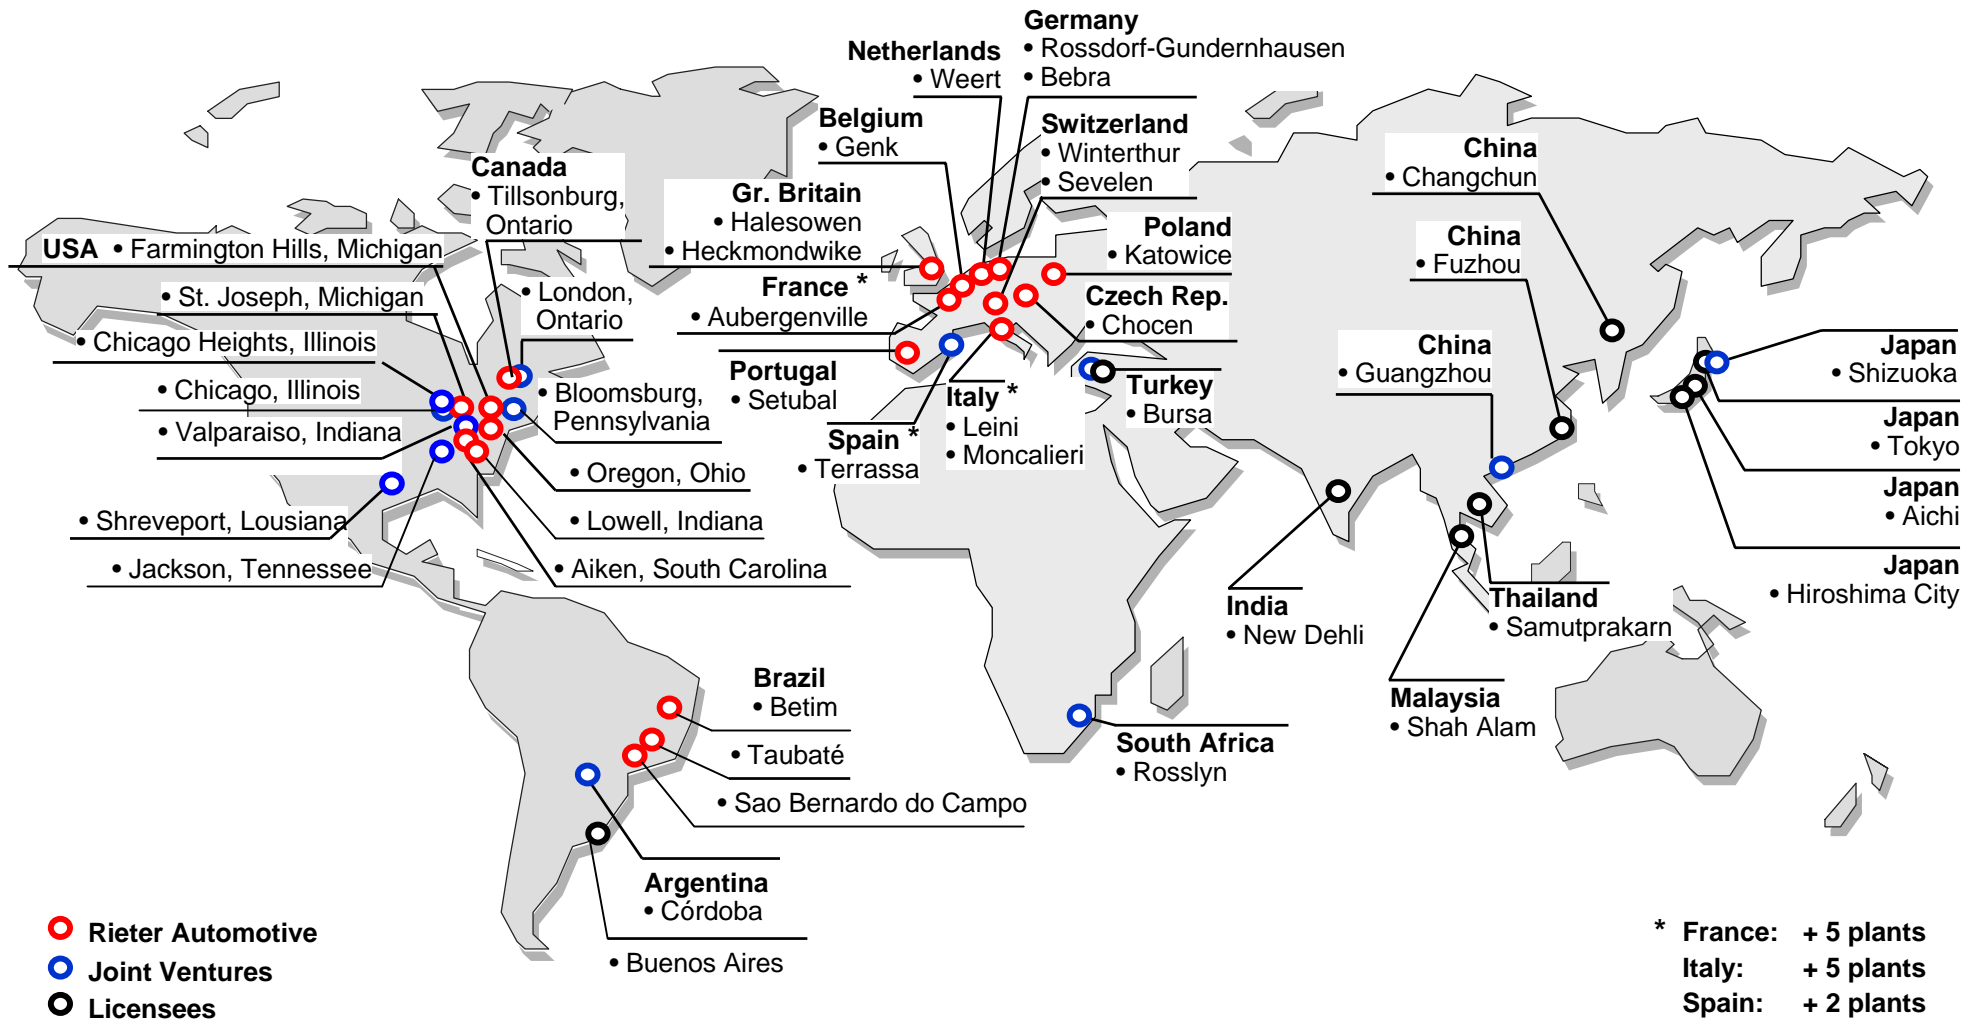 Germany
• Rossdorf-Gundernhausen
• Bebra
Netherlands
• Weert
Belgium
• Genk
Switzerland
• Winterthur
• Sevelen
China
• Changchun
Canada
• Tillsonburg,
Ontario
• London,
Ontario
Gr. Britain
• Halesowen
• Heckmondwike
Poland
• Katowice
China
• Fuzhou
USA • Farmington Hills, Michigan
• St. Joseph, Michigan
• Chicago Heights, Illinois
• Chicago, Illinois
• Valparaiso, Indiana
• Shreveport, Lousiana
• Jackson, Tennessee
• Bloomsburg,
Pennsylvania
• Oregon, Ohio
• Lowell, Indiana
• Aiken, South Carolina
France *
• Aubergenville
Czech Rep.
• Chocen
Portugal
• Setubal
Spain *
• Terrassa
Italy *
• Leini
• Moncalieri
Turkey
• Bursa
China
• Guangzhou
Japan
• Shizuoka
Japan
• Tokyo
Japan
• Aichi
Japan
• Hiroshima City
India
• New Dehli
Thailand
• Samutprakarn
Malaysia
• Shah Alam
South Africa
• Rosslyn
Brazil
• Betim
• Taubaté
• Sao Bernardo do Campo
Argentina
• Córdoba
• Buenos Aires
Rieter Automotive
Joint Ventures
Licensees
* France: + 5 plants
Italy: + 5 plants
Spain: + 2 plants